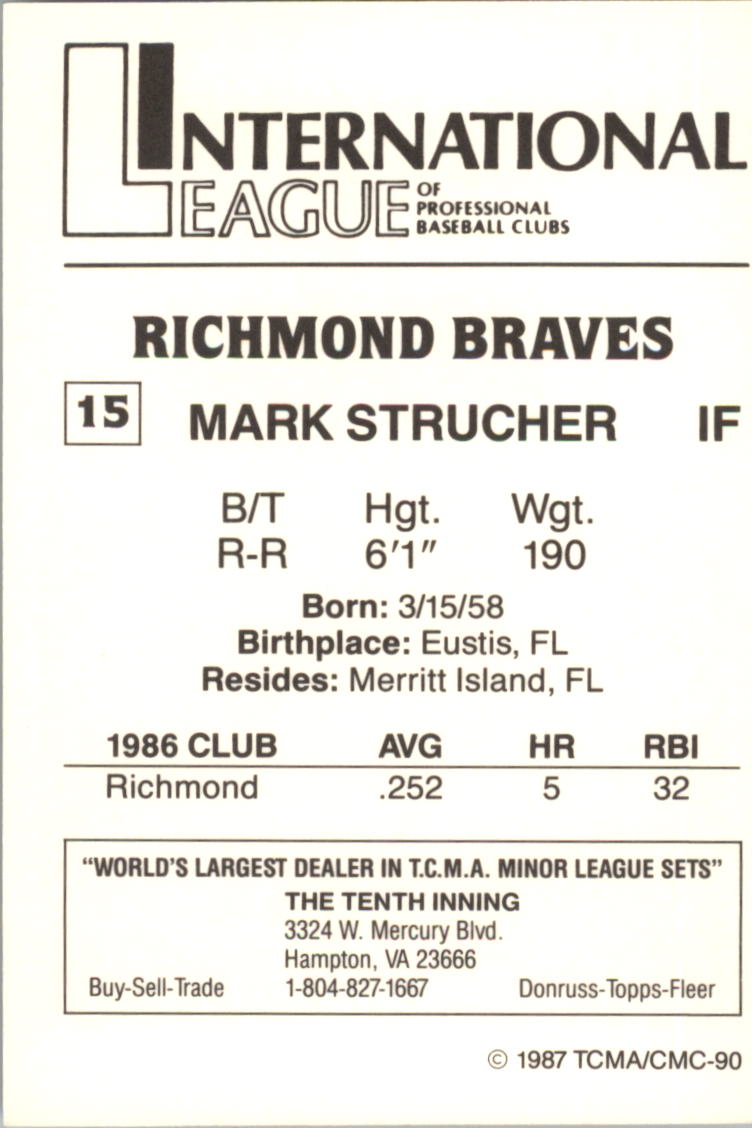 INTERNATIONAL
LEAGUE OF
PROFESSIONAL
BASEBALL CLUBS
RICHMOND BRAVES
15 MARK STRUCHER IF
B/T Hgt. Wgt.
R-R 6'1" 190
Born: 3/15/58
Birthplace: Eustis, FL
Resides: Merritt Island, FL
1986 CLUB AVG HR RBI
Richmond .252 5 32
"WORLD'S LARGEST DEALER IN T.C.M.A. MINOR LEAGUE SETS"
THE TENTH INNING
3324 W. Mercury Blvd.
Hampton, VA 23666
Buy-Sell-Trade 1-804-827-1667 Donruss-Topps-Fleer
© 1987 TCMA/CMC-90